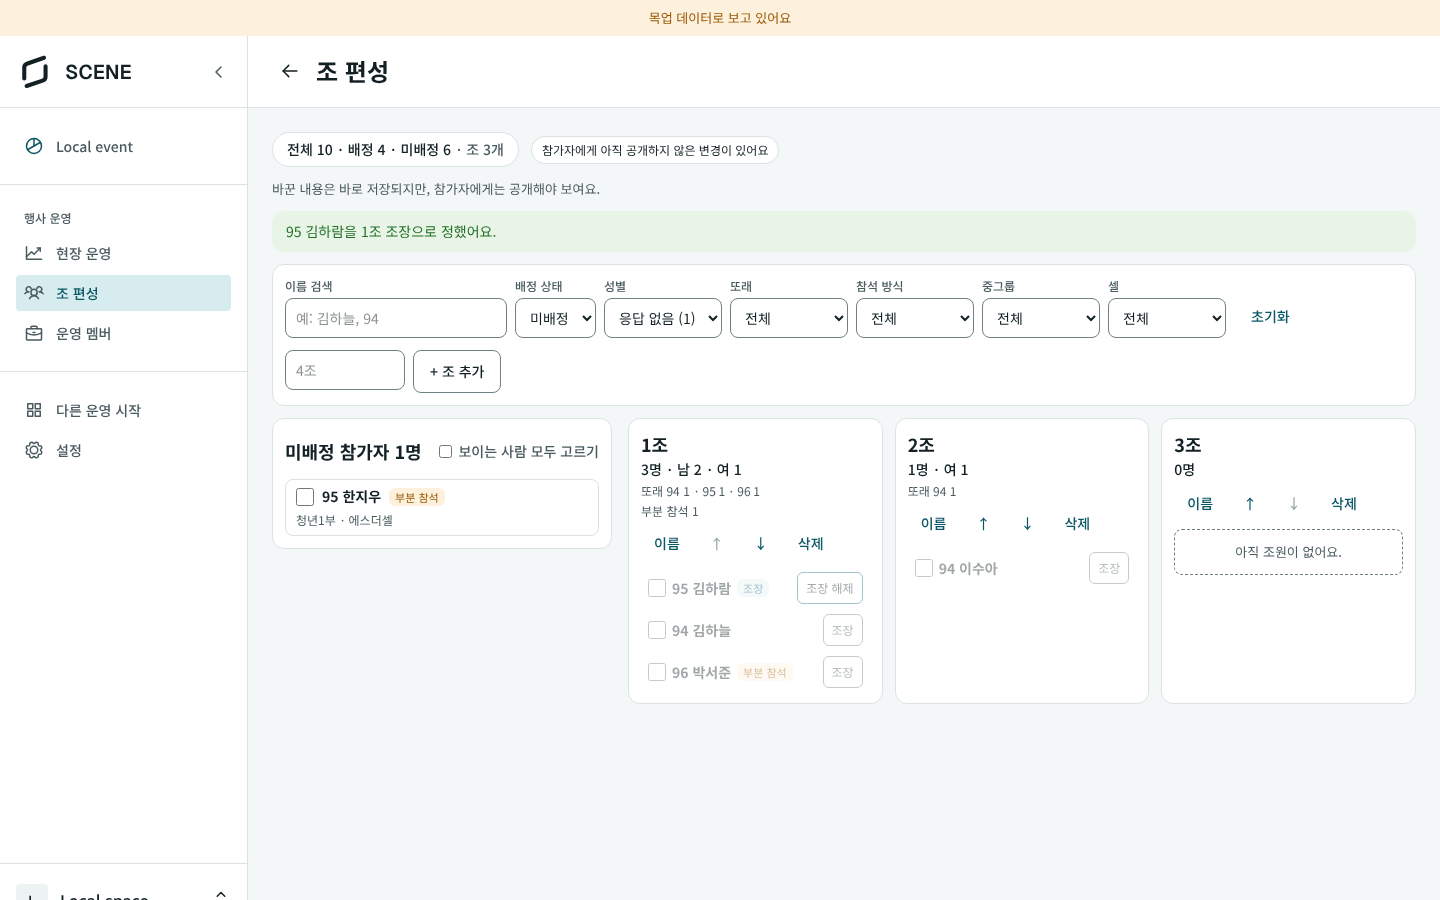 목업 데이터로 보고 있어요
SCENE
조 편성
Local event
전체 10 · 배정 4 · 미배정 6 · 조 3개
참가자에게 아직 공개하지 않은 변경이 있어요
바꾼 내용은 바로 저장되지만, 참가자에게는 공개해야 보여요.
행사 운영
현장 운영
조 편성
운영 멤버
다른 운영 시작
설정
95 김하람을 1조 조장으로 정했어요.
이름 검색 배정 상태 성별 또래 참석 방식 중그룹 셀
예: 김하늘, 94 미배정 응답 없음 (1) 전체 전체 전체 전체 초기화
4조 + 조 추가
미배정 참가자 1명 보이는 사람 모두 고르기
95 한지우 부분 참석
청년1부 · 에스더셀
1조
3명 · 남 2 · 여 1
또래 94 1 · 95 1 · 96 1
부분 참석 1
이름 ↑ ↓ 삭제
95 김하람 조장 조장 해제
94 김하늘 조장
96 박서준 부분 참석 조장
2조
1명 · 여 1
또래 94 1
이름 ↑ ↓ 삭제
94 이수아 조장
3조
0명
이름 ↑ ↓ 삭제
아직 조원이 없어요.
L Local space